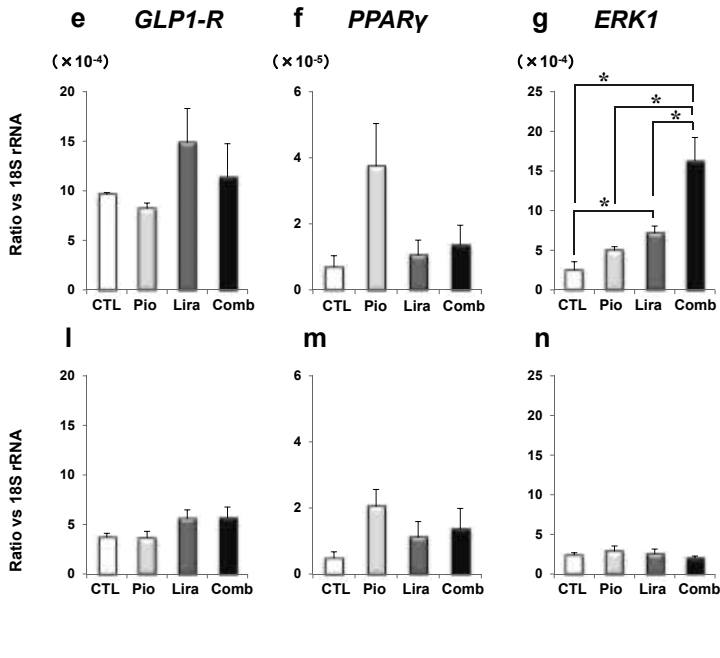 e GLP1-R f PPARγ g ERK1
(×10-4) (×10-5) (×10-4)
Ratio vs 18S rRNA
20
15
10
5
0
CTL Pio Lira Comb
6
4
2
0
CTL Pio Lira Comb
25
20
15
10
5
0
* * * *
CTL Pio Lira Comb
l m n
Ratio vs 18S rRNA
20
15
10
5
0
CTL Pio Lira Comb
6
4
2
0
CTL Pio Lira Comb
25
20
15
10
5
0
CTL Pio Lira Comb